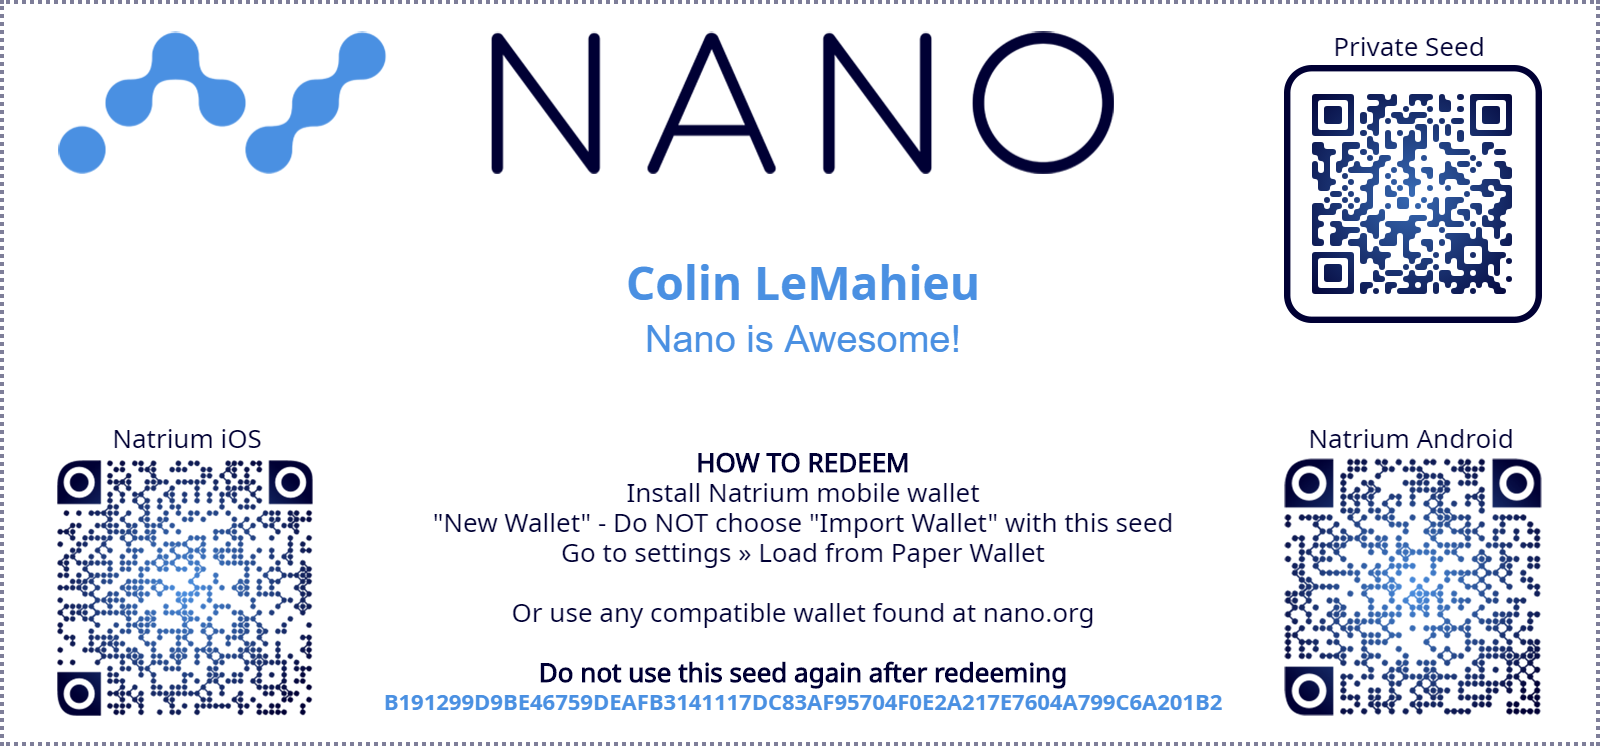 NANO
Private Seed
Colin LeMahieu
Nano is Awesome!
Natrium iOS
Natrium Android
HOW TO REDEEM
Install Natrium mobile wallet
"New Wallet" - Do NOT choose "Import Wallet" with this seed
Go to settings » Load from Paper Wallet
Or use any compatible wallet found at nano.org
Do not use this seed again after redeeming
B191299D9BE46759DEAFB3141117DC83AF95704F0E2A217E7604A799C6A201B2